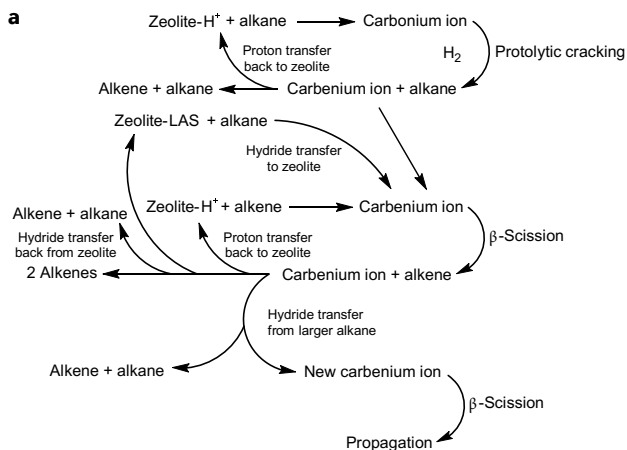 a
Zeolite-H+ + alkane
Carbonium ion
Proton transfer
back to zeolite
H2
Protolytic cracking
Alkene + alkane
Carbenium ion + alkane
Zeolite-LAS + alkane
Hydride transfer
to zeolite
Alkene + alkane
Zeolite-H+ + alkene
Carbenium ion
Hydride transfer
back from zeolite
Proton transfer
back to zeolite
β-Scission
2 Alkenes
Carbenium ion + alkene
Hydride transfer
from larger alkane
Alkene + alkane
New carbenium ion
β-Scission
Propagation